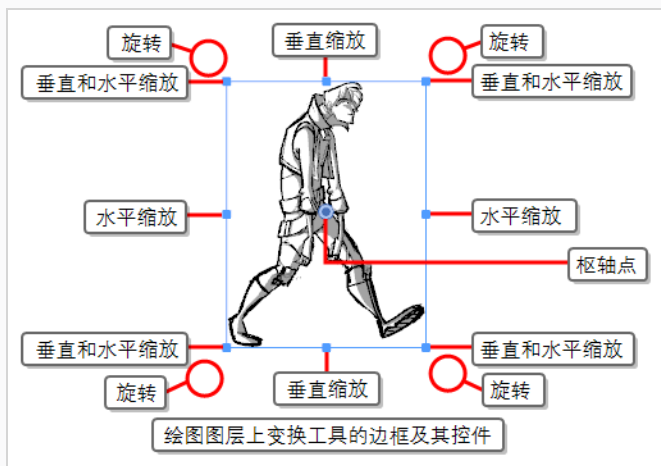 旋转
垂直缩放
旋转
垂直和水平缩放
垂直和水平缩放
水平缩放
水平缩放
枢轴点
垂直和水平缩放
垂直和水平缩放
旋转
垂直缩放
旋转
绘图图层上变换工具的边框及其控件